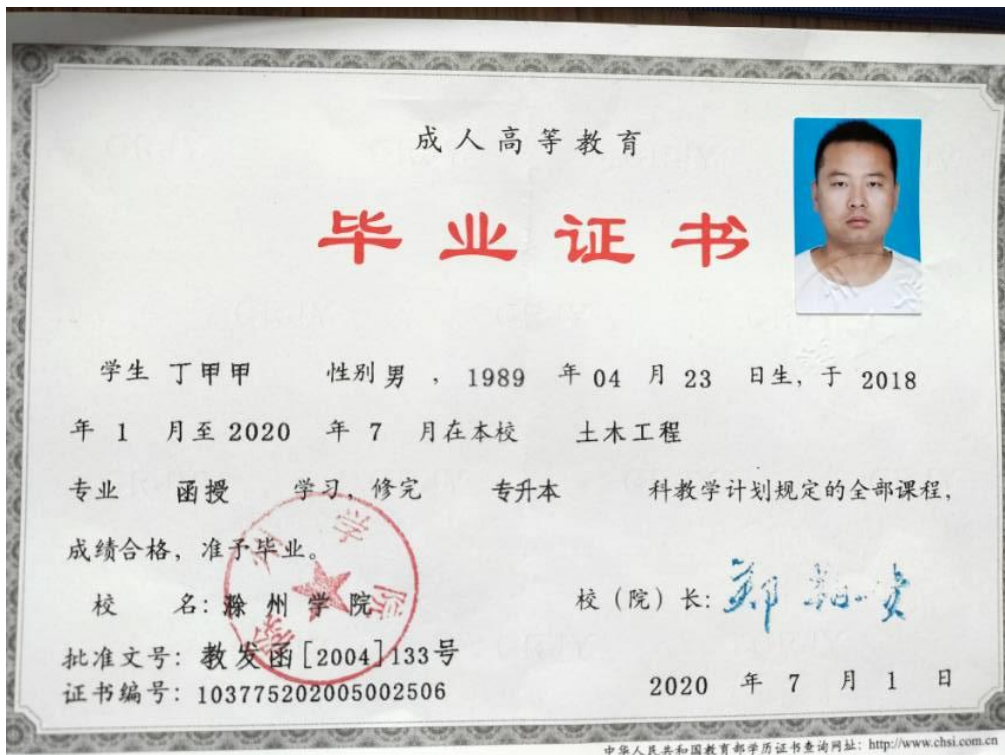 成人高等教育
毕业证书
学生 丁甲甲 性别 男 , 1989 年 04 月 23 日生, 于 2018
年 1 月至 2020 年 7 月在本校 土木工程
专业 函授 学习, 修完 专升本 科教学计划规定的全部课程,
成绩合格, 准予毕业。
校 名: 滁州学院 校(院)长:
批准文号: 教发函[2004]133号
证书编号: 103775202005002506 2020 年 7 月 1 日
中华人民共和国教育部学历证书查询网址: http://www.chsi.com.cn